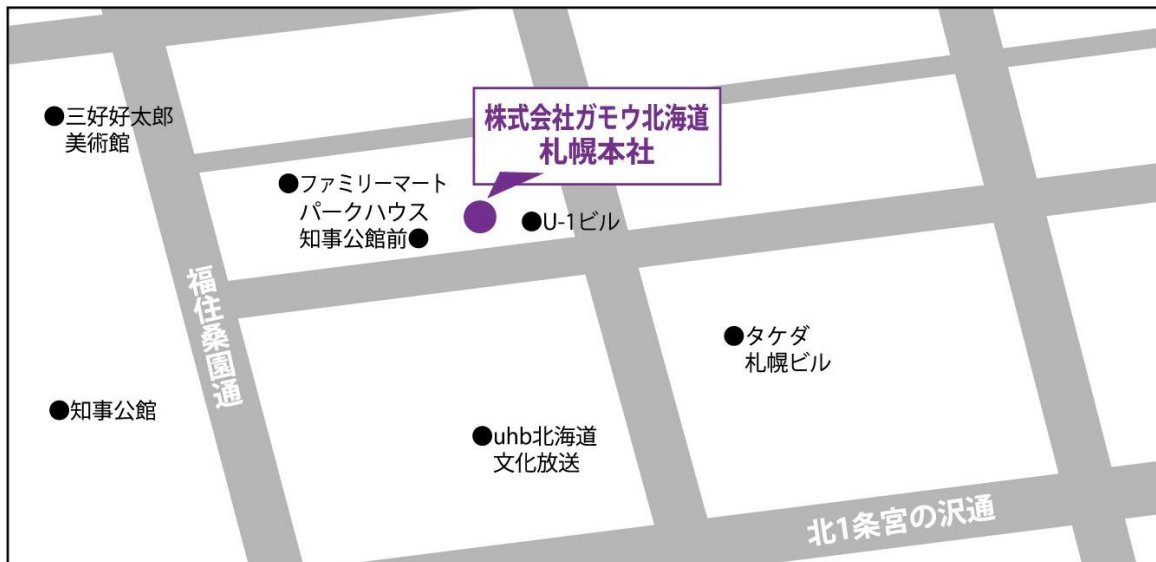 三好好太郎
美術館
株式会社ガモウ北海道
札幌本社
ファミリーマート
パークハウス
知事公館前
U-1ビル
福住桑園通
タケダ
札幌ビル
知事公館
uhb北海道
文化放送
北1条宮の沢通